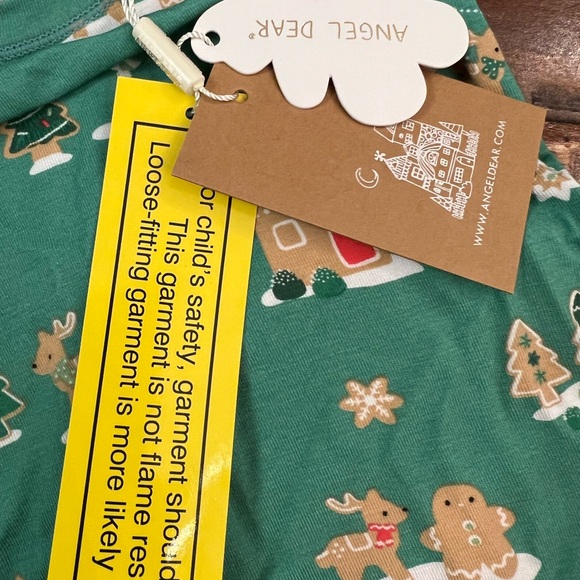 ANGEL DEAR®
WWW.ANGELDEAR.COM
or child's safety, garment shoul
This garment is not flame res
Loose-fitting garment is more likely